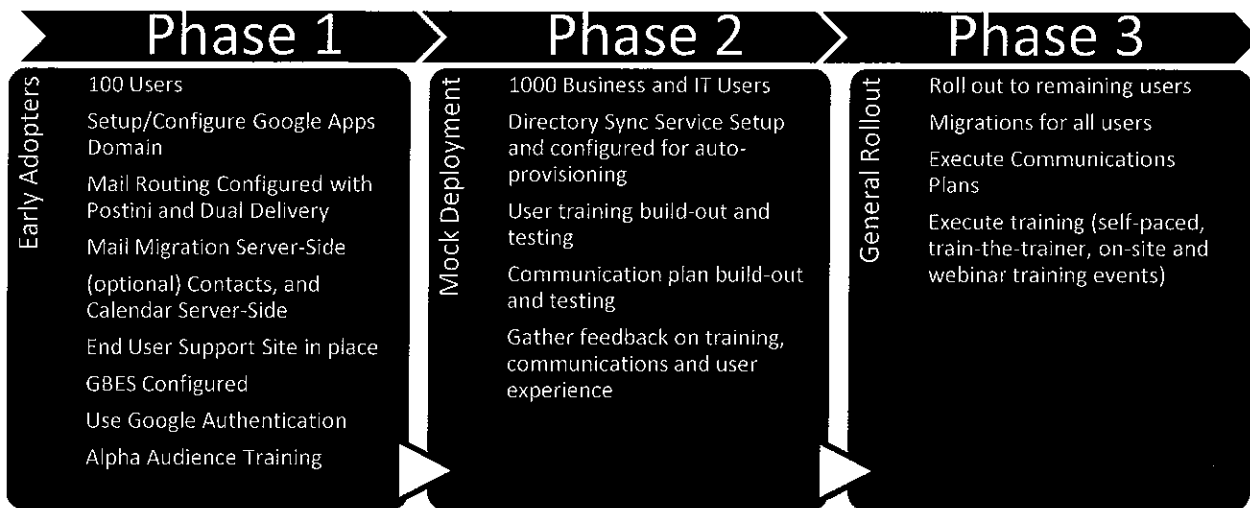 Phase 1
Phase 2
Phase 3
Early Adopters
100 Users
Setup/Configure Google Apps
Domain
Mail Routing Configured with
Postini and Dual Delivery
Mail Migration Server-Side
(optional) Contacts, and
Calendar Server-Side
End User Support Site in place
GBES Configured
Use Google Authentication
Alpha Audience Training
Mock Deployment
1000 Business and IT Users
Directory Sync Service Setup
and configured for auto-
provisioning
User training build-out and
testing
Communication plan build-out
and testing
Gather feedback on training,
communications and user
experience
General Rollout
Roll out to remaining users
Migrations for all users
Execute Communications
Plans
Execute training (self-paced,
train-the-trainer, on-site and
webinar training events)